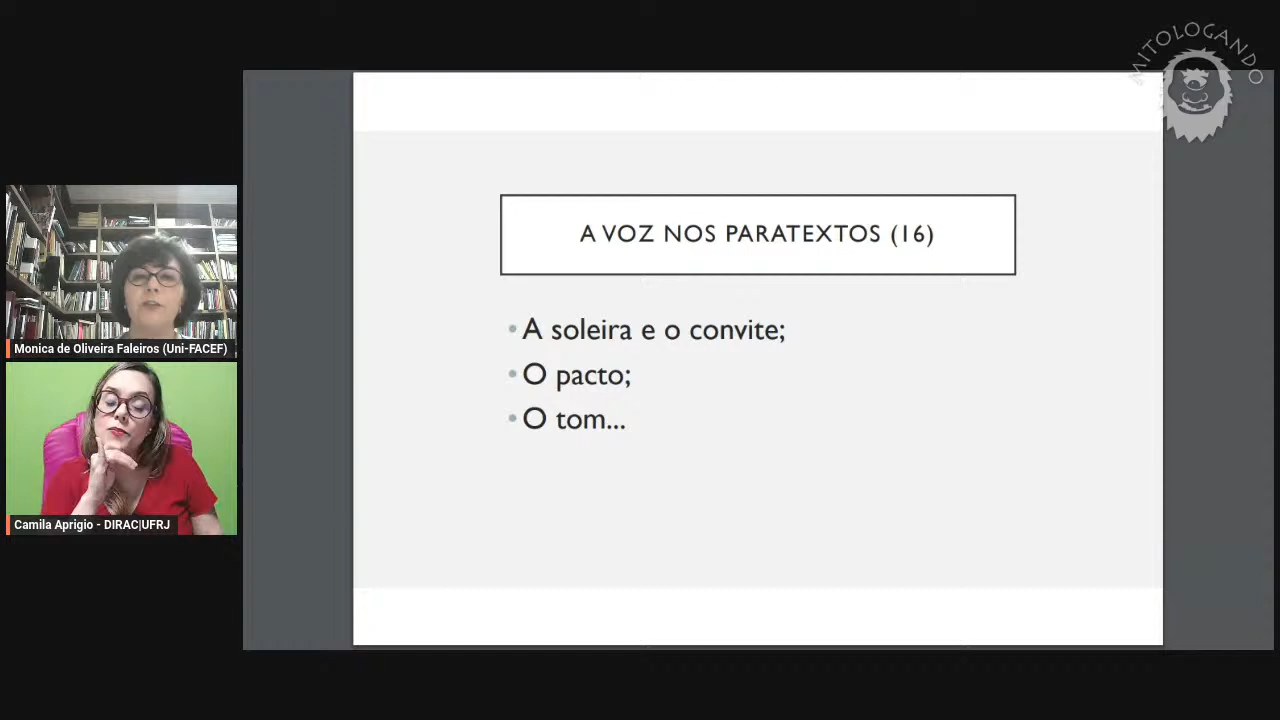 MITOLOGANDO
A VOZ NOS PARATEXTOS (16)
• A soleira e o convite;
• O pacto;
• O tom...
Monica de Oliveira Faleiros (Uni-FACEF)
Camila Aprigio - DIRAC|UFRJ